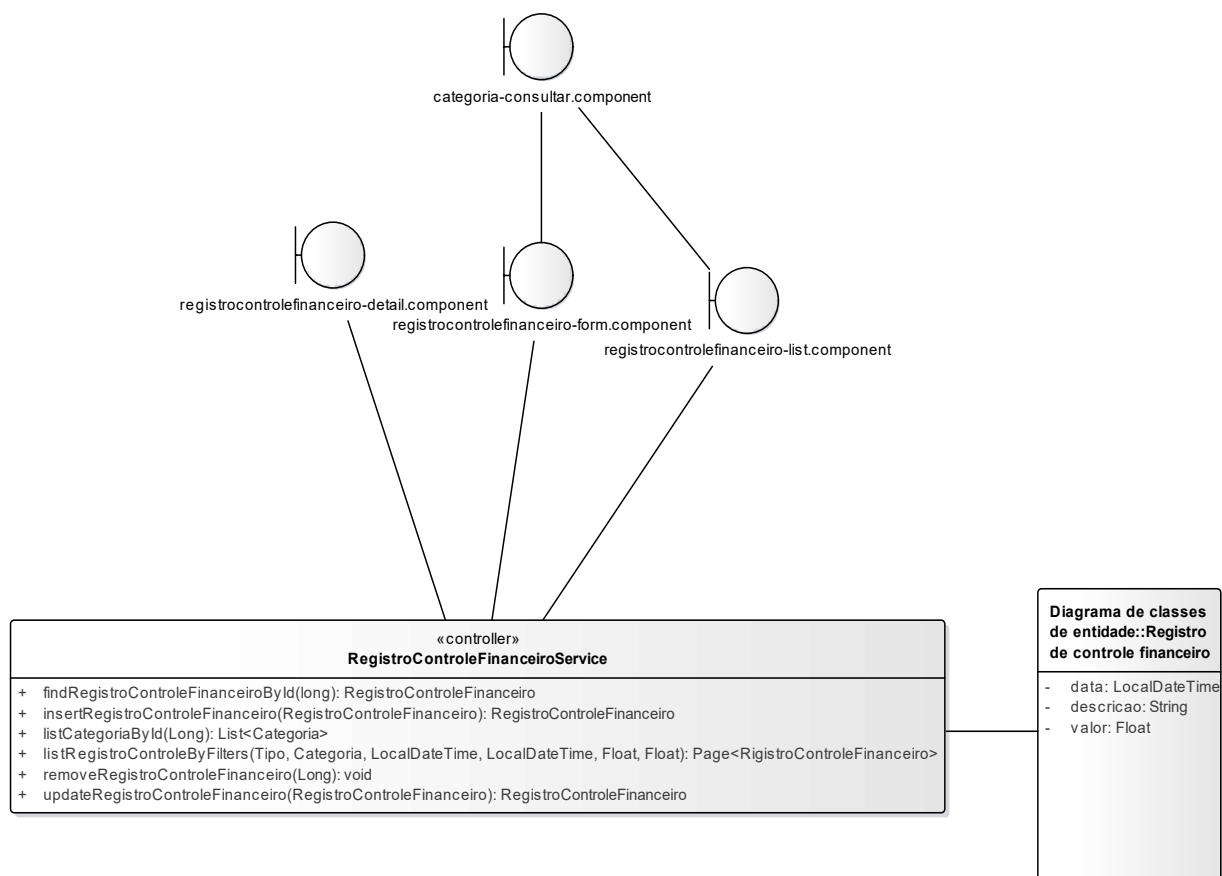 categoria-consultar.component
registrocontrolefinanceiro-detail.component
registrocontrolefinanceiro-form.component
registrocontrolefinanceiro-list.component
«controller»
RegistroControleFinanceiroService
+ findRegistroControleFinanceiroById(long): RegistroControleFinanceiro
+ insertRegistroControleFinanceiro(RegistroControleFinanceiro): RegistroControleFinanceiro
+ listCategoriaById(Long): List<Categoria>
+ listRegistroControleByFilters(Tipo, Categoria, LocalDateTime, LocalDateTime, Float, Float): Page<RigistroControleFinanceiro>
+ removeRegistroControleFinanceiro(Long): void
+ updateRegistroControleFinanceiro(RegistroControleFinanceiro): RegistroControleFinanceiro
Diagrama de classes
de entidade::Registro
de controle financeiro
- data: LocalDateTime
- descricao: String
- valor: Float